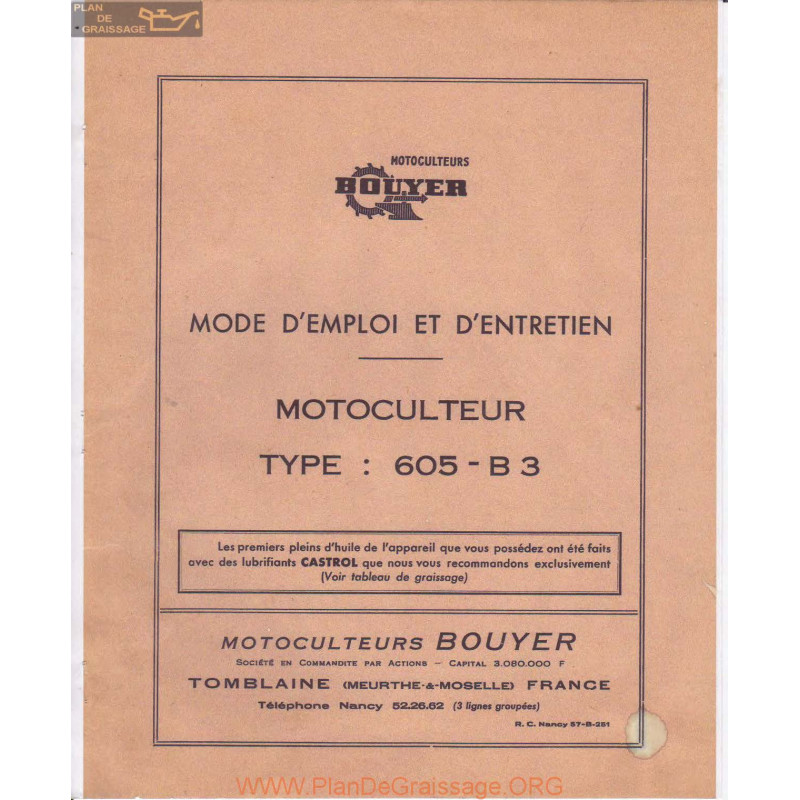 PLAN
DE
GRAISSAGE
MOTOCULTEURS
BOUYER
MODE D'EMPLOI ET D'ENTRETIEN
MOTOCULTEUR
TYPE : 605 - B 3
Les premiers pleins d'huile de l'appareil que vous possédez ont été faits
avec des lubrifiants CASTROL que nous vous recommandons exclusivement
(Voir tableau de graissage)
MOTOCULTEURS BOUYER
SOCIÉTÉ EN COMMANDITE PAR ACTIONS - CAPITAL 3.080.000 F
TOMBLAINE (MEURTHE-&-MOSELLE) FRANCE
Téléphone Nancy 52.26.62 (3 lignes groupées)
R. C. Nancy 57-B-251
WWW.PlanDeGraissage.ORG